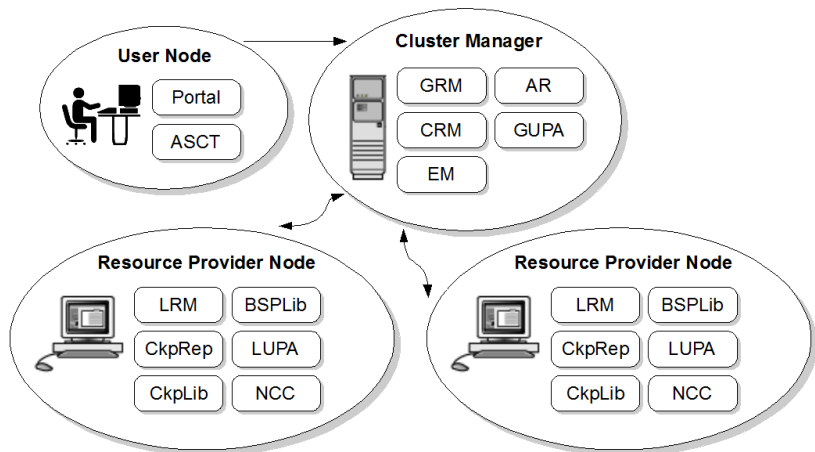 User Node
Portal
ASCT
Cluster Manager
GRM
AR
CRM
GUPA
EM
Resource Provider Node
LRM
BSPLib
CkpRep
LUPA
CkpLib
NCC
Resource Provider Node
LRM
BSPLib
CkpRep
LUPA
CkpLib
NCC